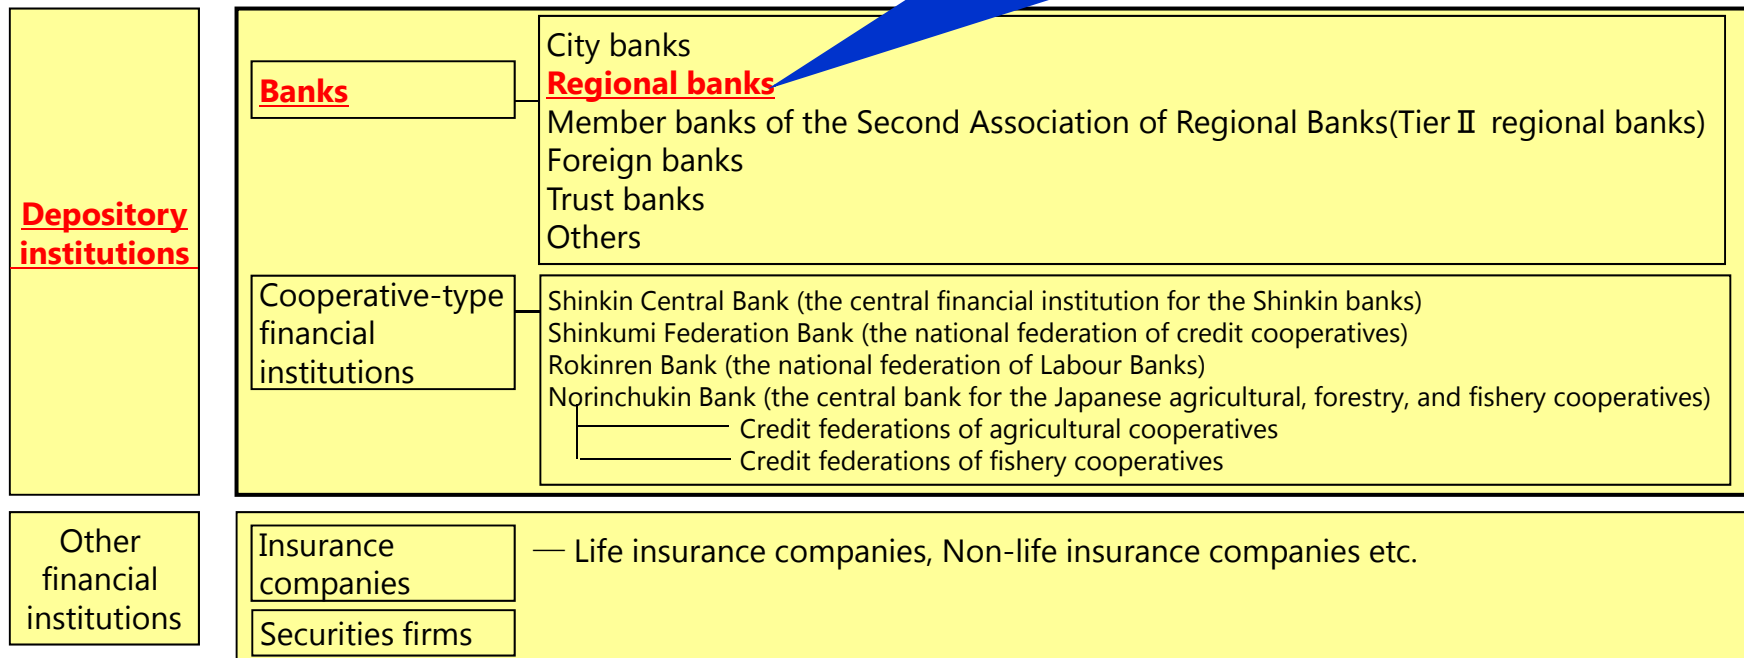 Depository
institutions
Banks
City banks
Regional banks
Member banks of the Second Association of Regional Banks(TierⅡ regional banks)
Foreign banks
Trust banks
Others
Cooperative-type
financial
institutions
Shinkin Central Bank (the central financial institution for the Shinkin banks)
Shinkumi Federation Bank (the national federation of credit cooperatives)
Rokinren Bank (the national federation of Labour Banks)
Norinchukin Bank (the central bank for the Japanese agricultural, forestry, and fishery cooperatives)
Credit federations of agricultural cooperatives
Credit federations of fishery cooperatives
Other
financial
institutions
Insurance
companies
— Life insurance companies, Non-life insurance companies etc.
Securities firms